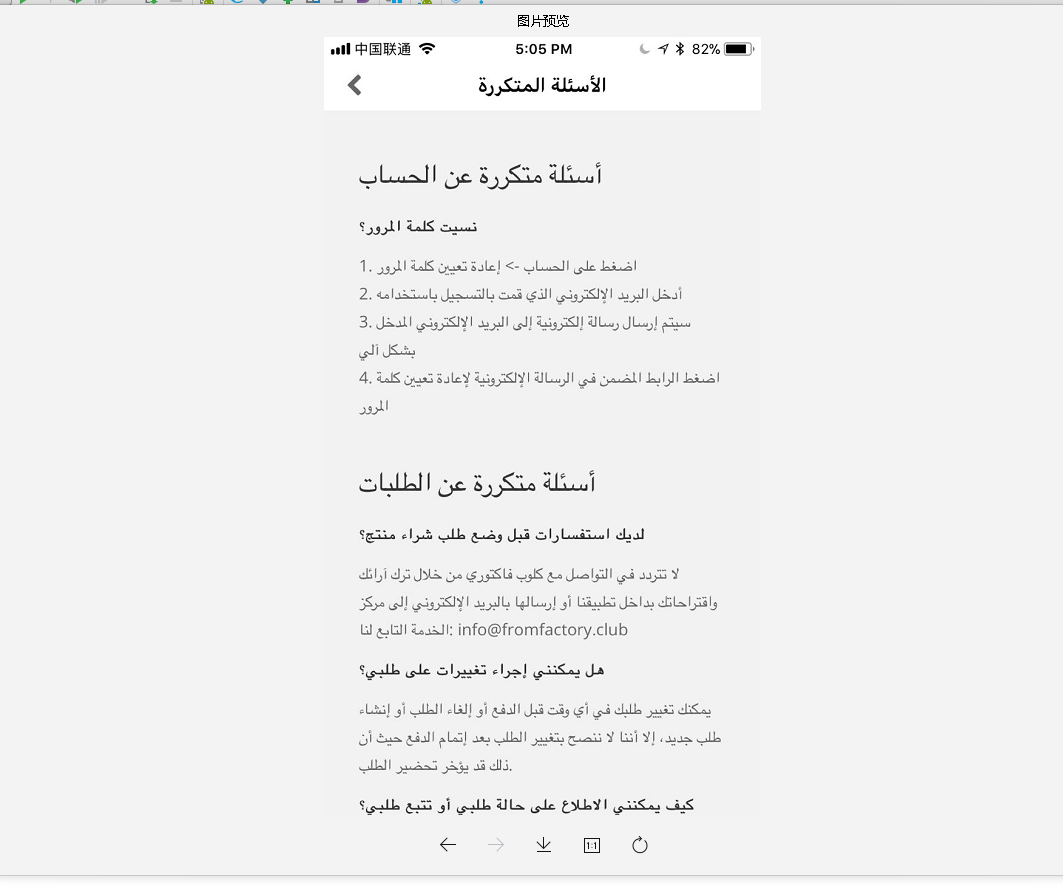 图片预览
中国联通
5:05 PM
82%
الأسئلة المتكررة
أسئلة متكررة عن الحساب
نسيت كلمة المرور؟
1. اضغط على الحساب -> إعادة تعيين كلمة المرور
2. أدخل البريد الإلكتروني الذي قمت بالتسجيل باستخدامه
3. سيتم إرسال رسالة إلكترونية إلى البريد الإلكتروني المدخل
بشكل آلي
4. اضغط الرابط المضمن في الرسالة الإلكترونية لإعادة تعيين كلمة
المرور
أسئلة متكررة عن الطلبات
لديك استفسارات قبل وضع طلب شراء منتج؟
لا تتردد في التواصل مع كلوب فاكتوري من خلال ترك آرائك
واقتراحاتك بداخل تطبيقنا أو إرسالها بالبريد الإلكتروني إلى مركز
الخدمة التابع لنا: info@fromfactory.club
هل يمكنني إجراء تغييرات على طلبي؟
يمكنك تغيير طلبك في أي وقت قبل الدفع أو إلغاء الطلب أو إنشاء
طلب جديد، إلا أننا لا ننصح بتغيير الطلب بعد إتمام الدفع حيث أن
ذلك قد يؤخر تحضير الطلب.
كيف يمكنني الاطلاع على حالة طلبي أو تتبع طلبي؟
1:1